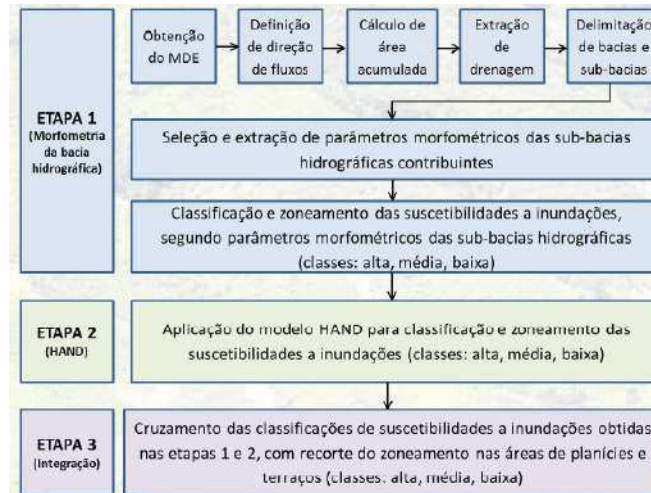 Obtenção
do MDE
Definição
de direção
de fluxos
Cálculo de
área
acumulada
Extração
de
drenagem
Delimitação
de bacias e
sub-bacias
ETAPA 1
(Morfometria
da bacia
hidrográfica)
Seleção e extração de parâmetros morfométricos das sub-bacias
hidrográficas contribuintes
Classificação e zoneamento das suscetibilidades a inundações,
segundo parâmetros morfométricos das sub-bacias hidrográficas
(classes: alta, média, baixa)
ETAPA 2
(HAND)
Aplicação do modelo HAND para classificação e zoneamento das
suscetibilidades a inundações (classes: alta, média, baixa)
ETAPA 3
(Integração)
Cruzamento das classificações de suscetibilidades a inundações obtidas
nas etapas 1 e 2, com recorte do zoneamento nas áreas de planícies e
terraços (classes: alta, média, baixa)